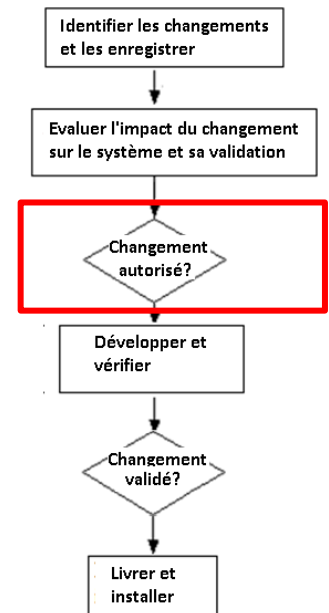 Identifier les changements
et les enregistrer
Evaluer l'impact du changement
sur le système et sa validation
Changement
autorisé?
Développer et
vérifier
Changement
validé?
Livrer et
installer